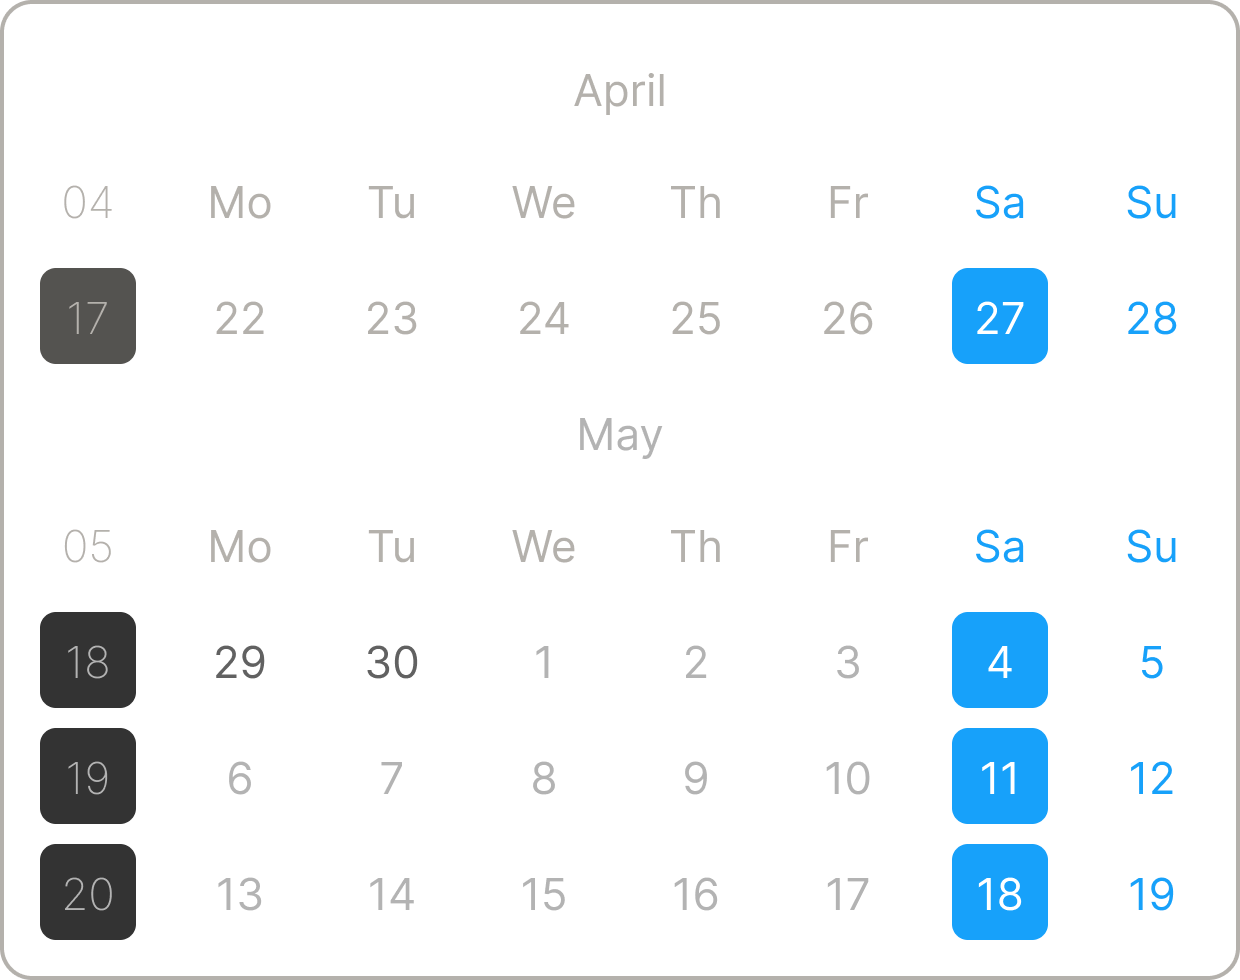 April
04 Mo Tu We Th Fr Sa Su
17 22 23 24 25 26 27 28
May
05 Mo Tu We Th Fr Sa Su
18 29 30 1 2 3 4 5
19 6 7 8 9 10 11 12
20 13 14 15 16 17 18 19